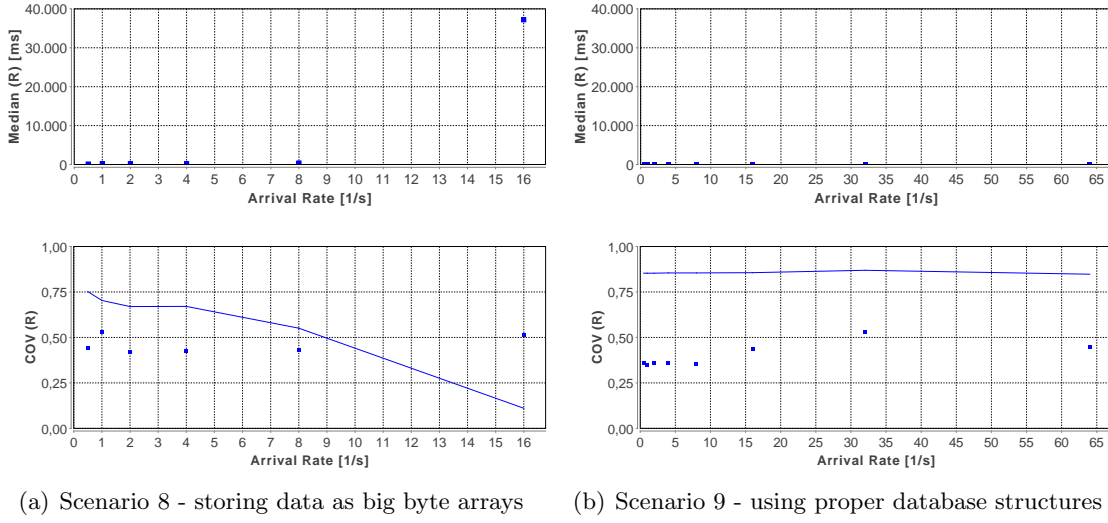 40.000
30.000
20.000
10.000
0
Median (R) [ms]
0 1 2 3 4 5 6 7 8 9 10 11 12 13 14 15 16
Arrival Rate [1/s]
40.000
30.000
20.000
10.000
0
Median (R) [ms]
0 5 10 15 20 25 30 35 40 45 50 55 60 65
Arrival Rate [1/s]
1,00
0,75
0,50
0,25
0,00
COV (R)
0 1 2 3 4 5 6 7 8 9 10 11 12 13 14 15 16
Arrival Rate [1/s]
1,00
0,75
0,50
0,25
0,00
COV (R)
0 5 10 15 20 25 30 35 40 45 50 55 60 65
Arrival Rate [1/s]
(a) Scenario 8 - storing data as big byte arrays
(b) Scenario 9 - using proper database structures